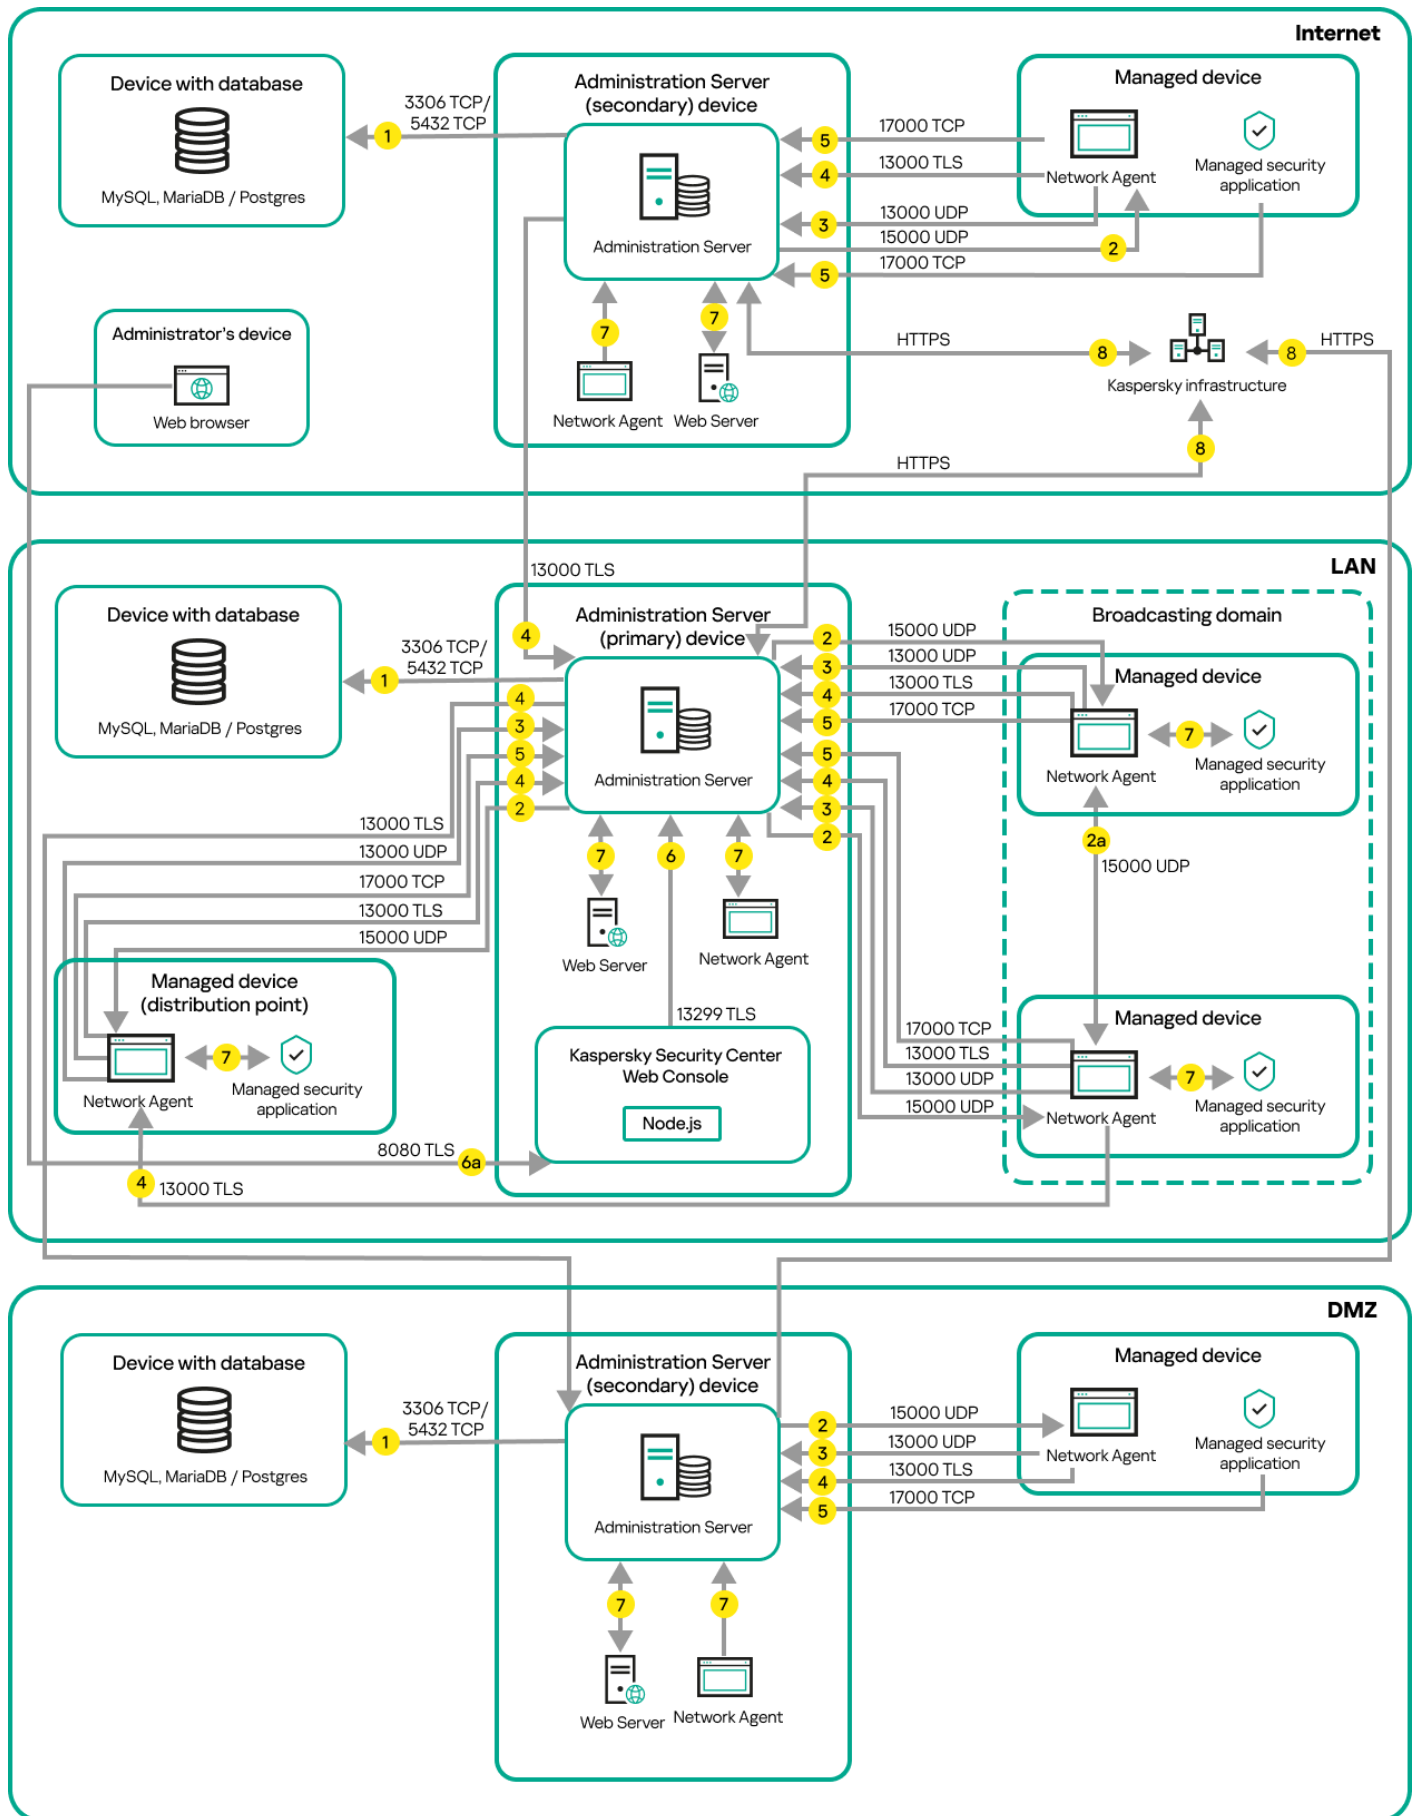 Internet
Device with database
MySQL, MariaDB / Postgres
3306 TCP/
5432 TCP
1
Administration Server
(secondary) device
Administration Server
7
Network Agent
7
Web Server
Managed device
Network Agent
Managed security
application
5
17000 TCP
4
13000 TLS
3
13000 UDP
15000 UDP
2
5
17000 TCP
Administrator's device
Web browser
HTTPS
8
Kaspersky infrastructure
8
HTTPS
8
HTTPS
LAN
13000 TLS
4
Device with database
MySQL, MariaDB / Postgres
3306 TCP/
5432 TCP
1
Administration Server
(primary) device
Administration Server
4
3
5
4
2
13000 TLS
13000 UDP
17000 TCP
13000 TLS
15000 UDP
2
15000 UDP
3
13000 UDP
4
13000 TLS
5
17000 TCP
5
4
3
2
Broadcasting domain
Managed device
Network Agent
7
Managed security
application
2a
15000 UDP
7
Web Server
6
7
Network Agent
13299 TLS
Kaspersky Security Center
Web Console
Node.js
Managed device
(distribution point)
Network Agent
7
Managed security
application
17000 TCP
13000 TLS
13000 UDP
15000 UDP
Managed device
Network Agent
7
Managed security
application
8080 TLS
6a
4
13000 TLS
DMZ
Device with database
MySQL, MariaDB / Postgres
3306 TCP/
5432 TCP
1
Administration Server
(secondary) device
Administration Server
2
15000 UDP
3
13000 UDP
4
13000 TLS
5
17000 TCP
Managed device
Network Agent
Managed security
application
7
Web Server
7
Network Agent